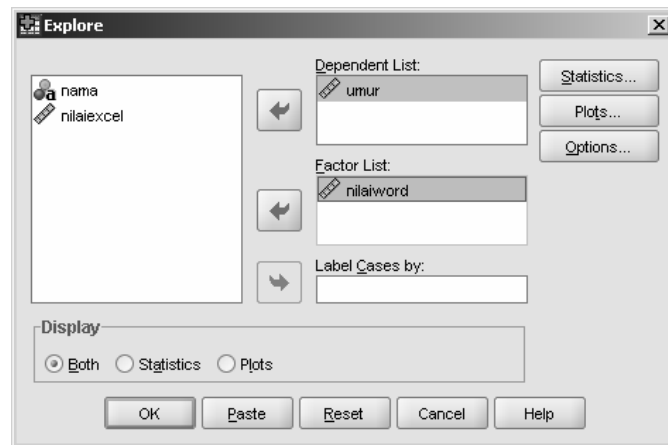 Explore
nama
nilaiexcel
Dependent List:
umur
Factor List:
nilaiword
Label Cases by:
Statistics...
Plots...
Options...
Display
Both Statistics Plots
OK Paste Reset Cancel Help